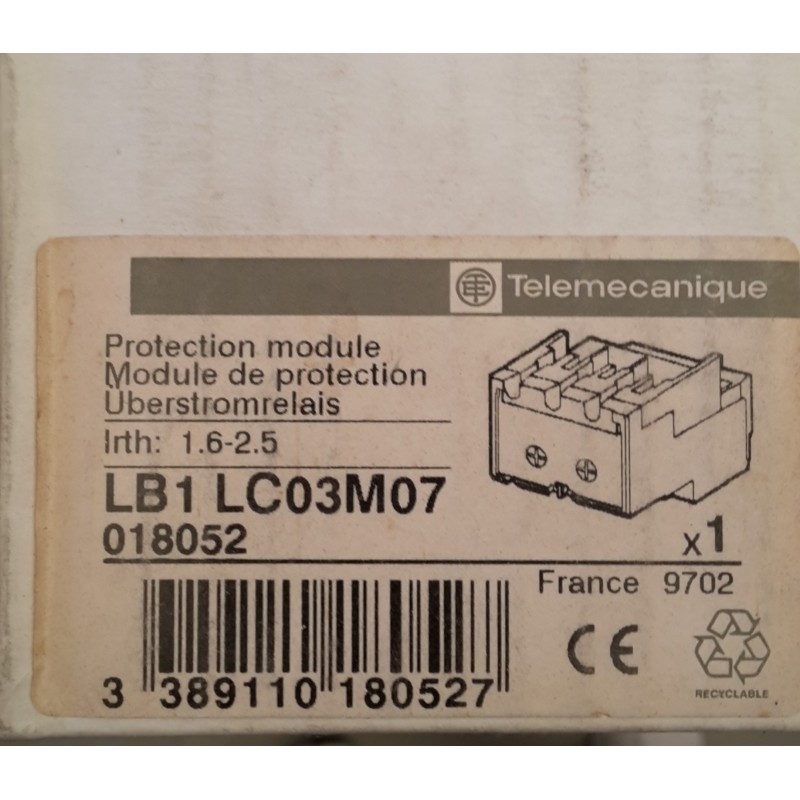 Telemecanique
Protection module
Module de protection
Überstromrelais
Irth: 1.6-2.5
LB1 LC03M07
018052
x1
France 9702
3 389110 180527
CE
RECYCLABLE